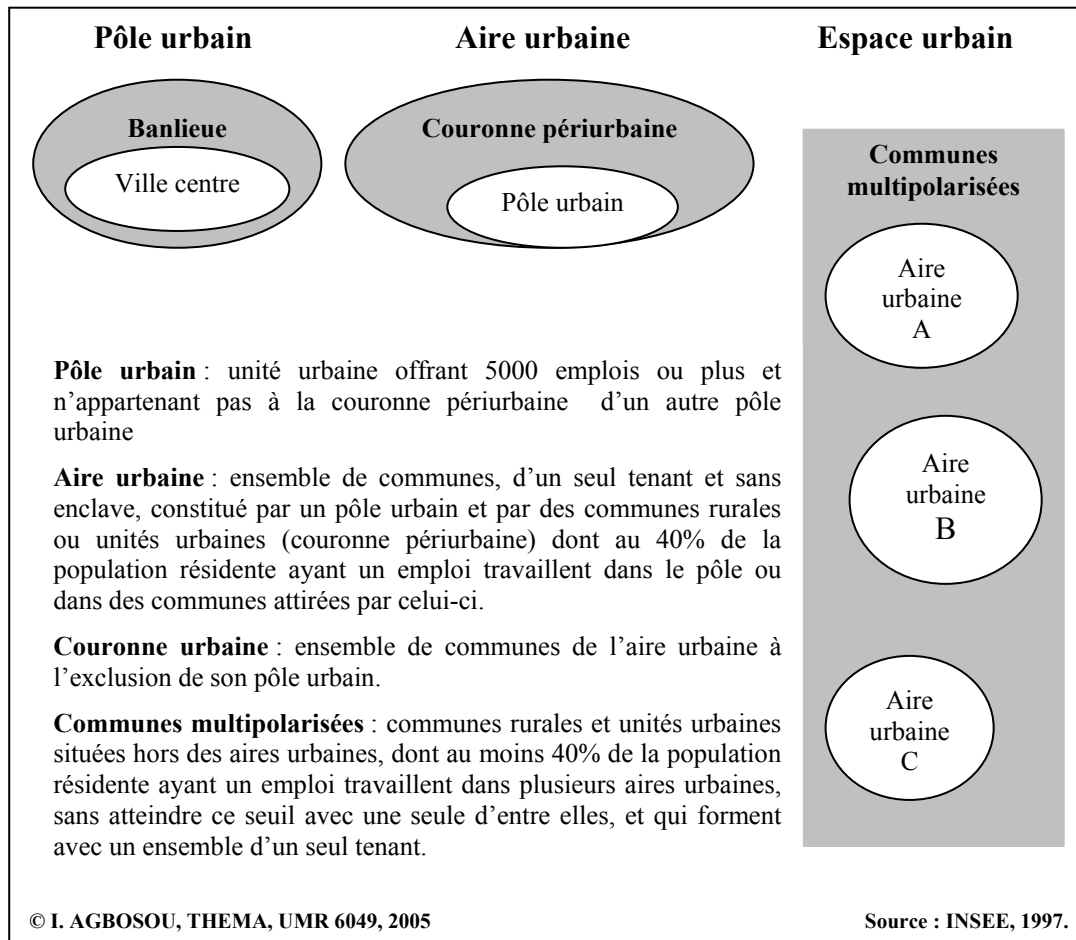 Pôle urbain
Aire urbaine
Espace urbain
Banlieue
Ville centre
Couronne périurbaine
Pôle urbain
Communes
multipolarisées
Aire
urbaine
A
Aire
urbaine
B
Aire
urbaine
C
Pôle urbain : unité urbaine offrant 5000 emplois ou plus et
n’appartenant pas à la couronne périurbaine d’un autre pôle
urbaine
Aire urbaine : ensemble de communes, d’un seul tenant et sans
enclave, constitué par un pôle urbain et par des communes rurales
ou unités urbaines (couronne périurbaine) dont au 40% de la
population résidente ayant un emploi travaillent dans le pôle ou
dans des communes attirées par celui-ci.
Couronne urbaine : ensemble de communes de l’aire urbaine à
l’exclusion de son pôle urbain.
Communes multipolarisées : communes rurales et unités urbaines
situées hors des aires urbaines, dont au moins 40% de la population
résidente ayant un emploi travaillent dans plusieurs aires urbaines,
sans atteindre ce seuil avec une seule d’entre elles, et qui forment
avec un ensemble d’un seul tenant.
© I. AGBOSOU, THEMA, UMR 6049, 2005
Source : INSEE, 1997.